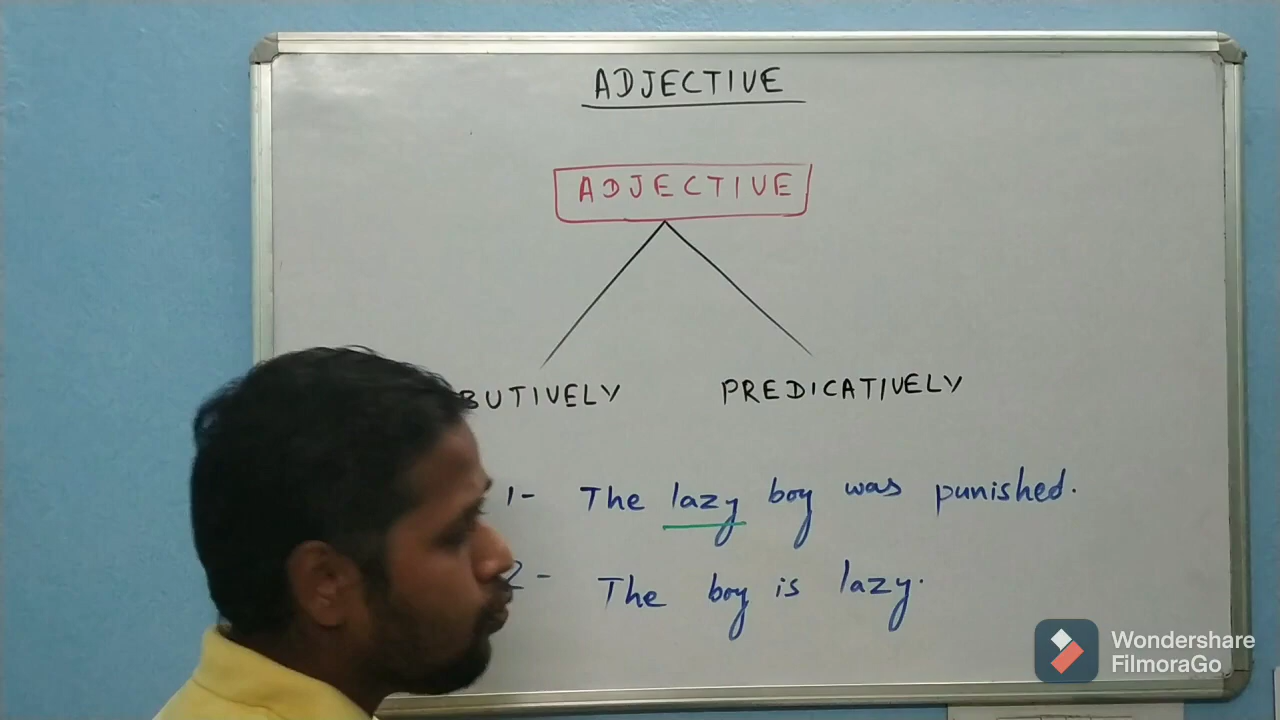 ADJECTIVE
ADJECTIVE
BUTIVELY PREDICATIVELY
1- The lazy boy was punished.
2- The boy is lazy.
Wondershare
FilmoraGo